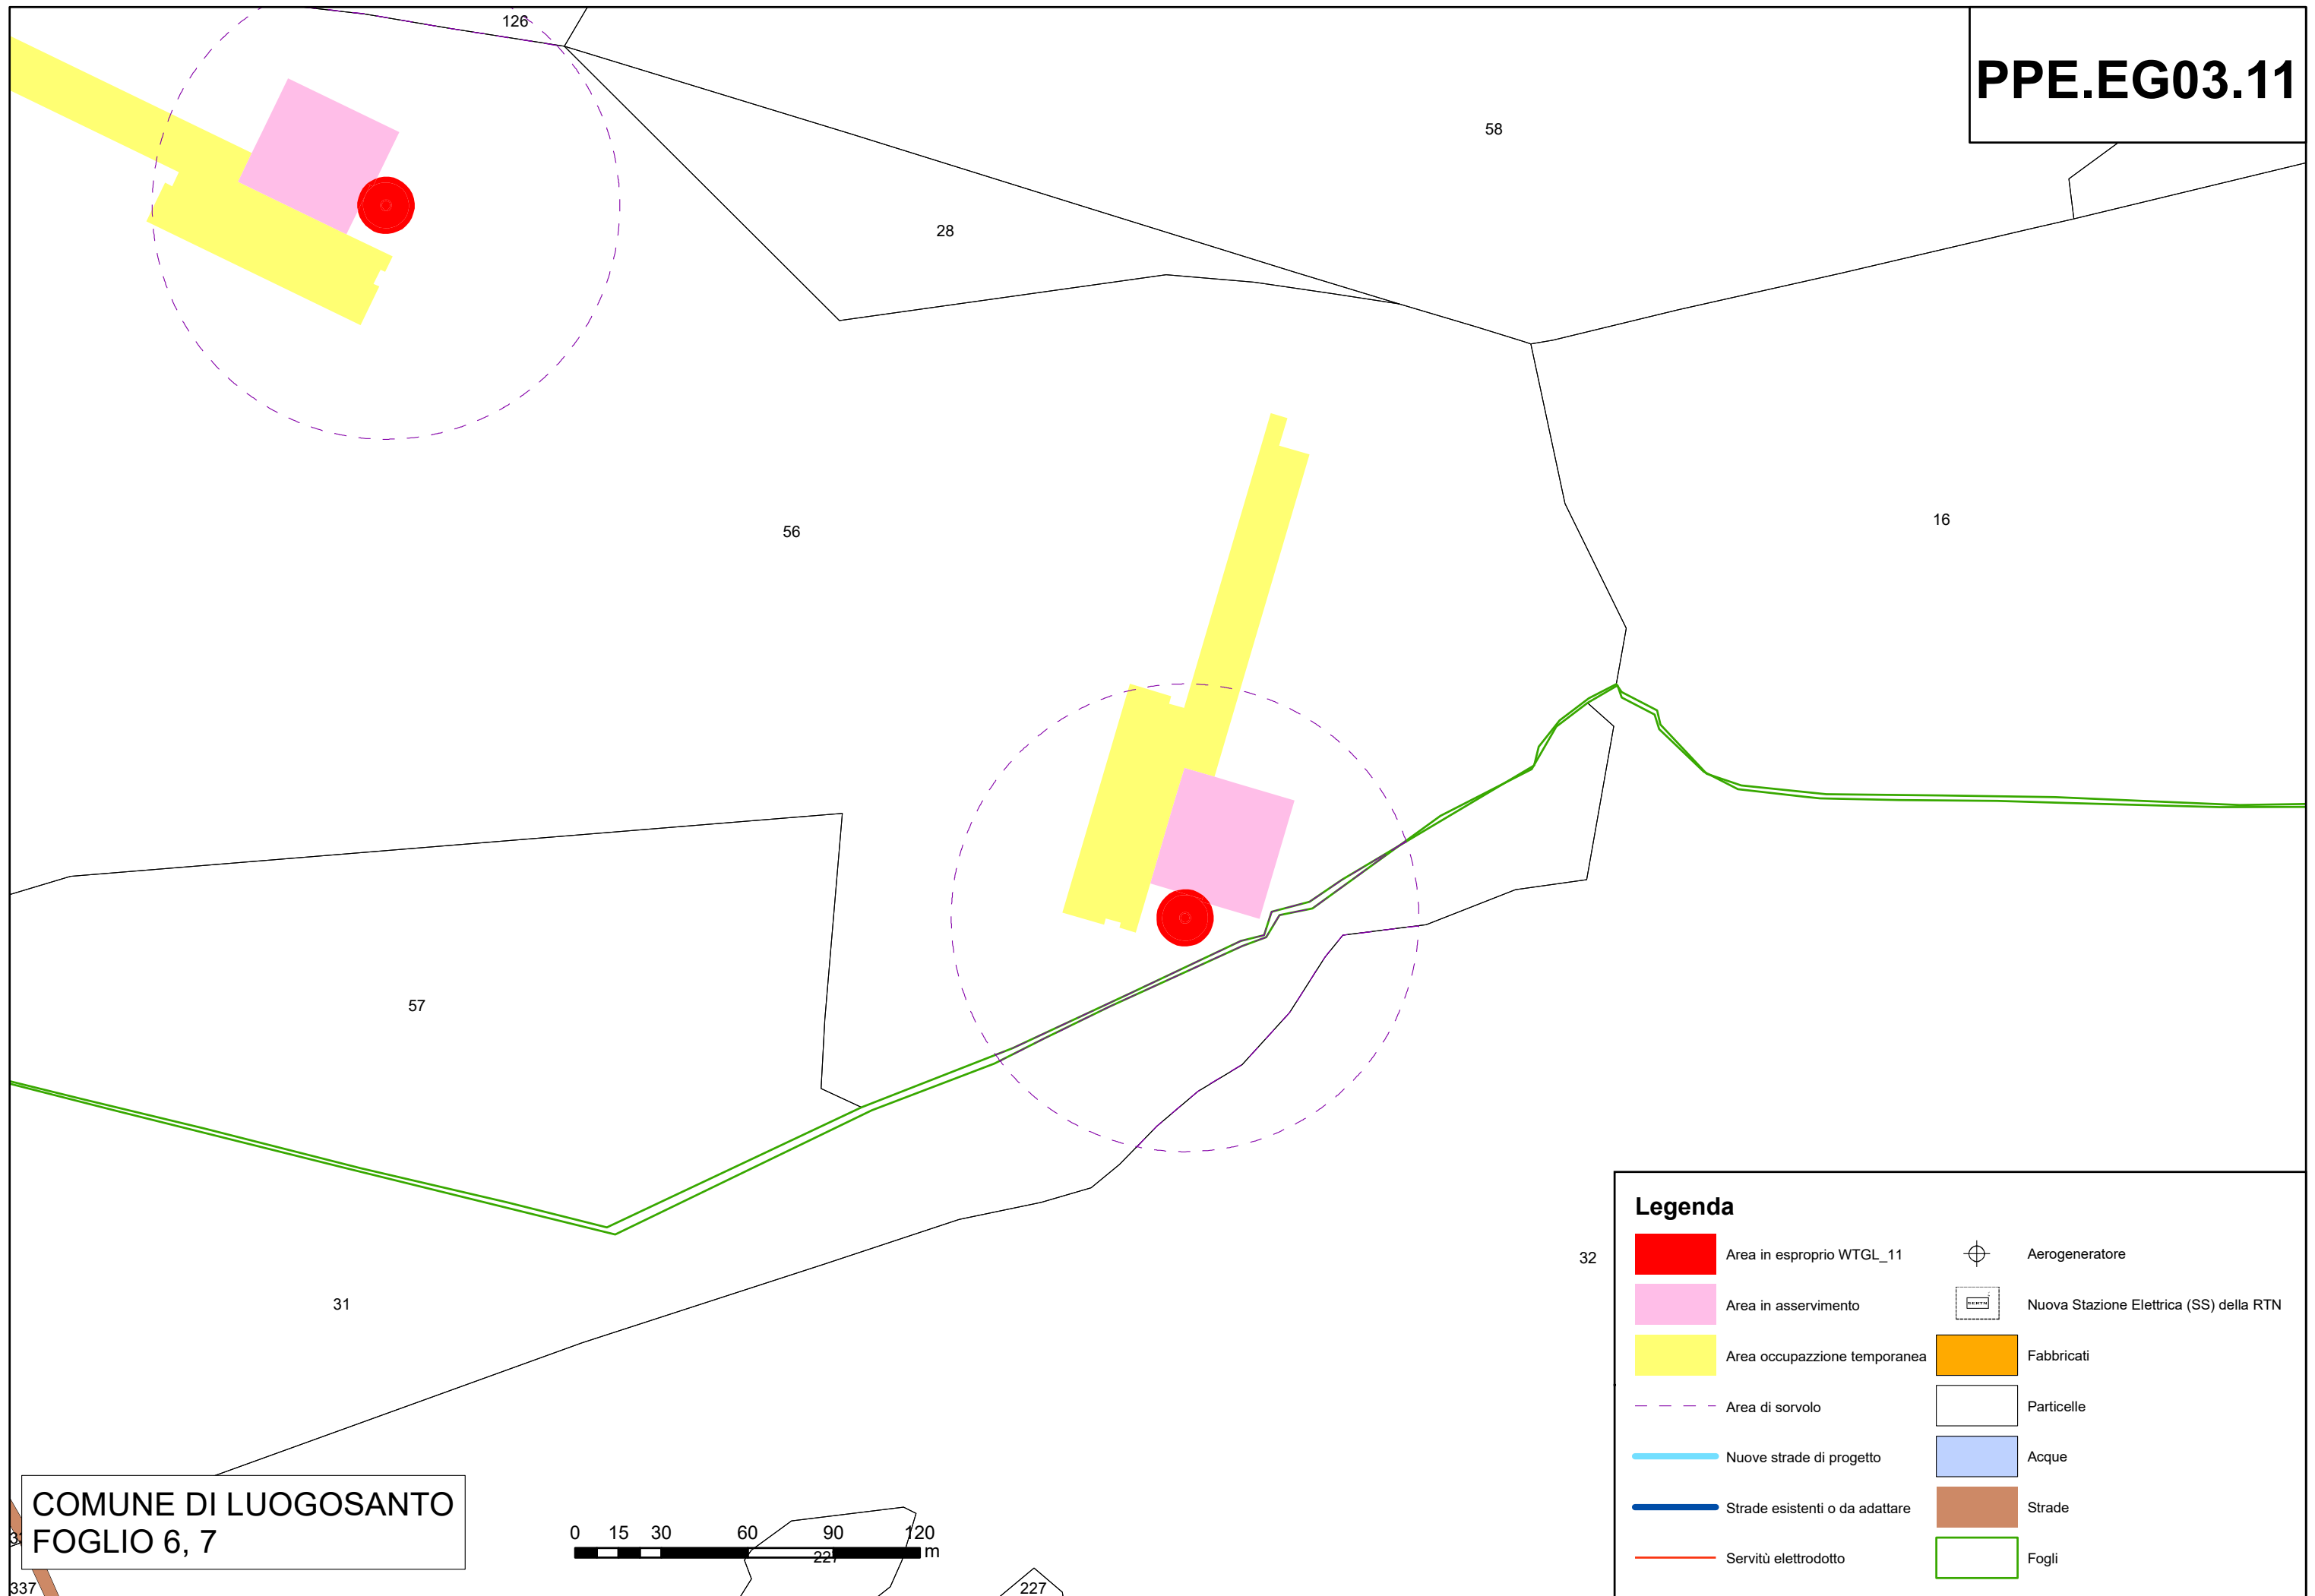 126
PPE.EG03.11
58
28
56
16
57
32
31
Legenda
Area in esproprio WTGL_11
Area in asservimento
Area occupazzione temporanea
Area di sorvolo
Nuove strade di progetto
Strade esistenti o da adattare
Servitù elettrodotto
Aerogeneratore
Nuova Stazione Elettrica (SS) della RTN
Fabbricati
Particelle
Acque
Strade
Fogli
COMUNE DI LUOGOSANTO
FOGLIO 6, 7
0 15 30 60 90 120
m
227
337
227